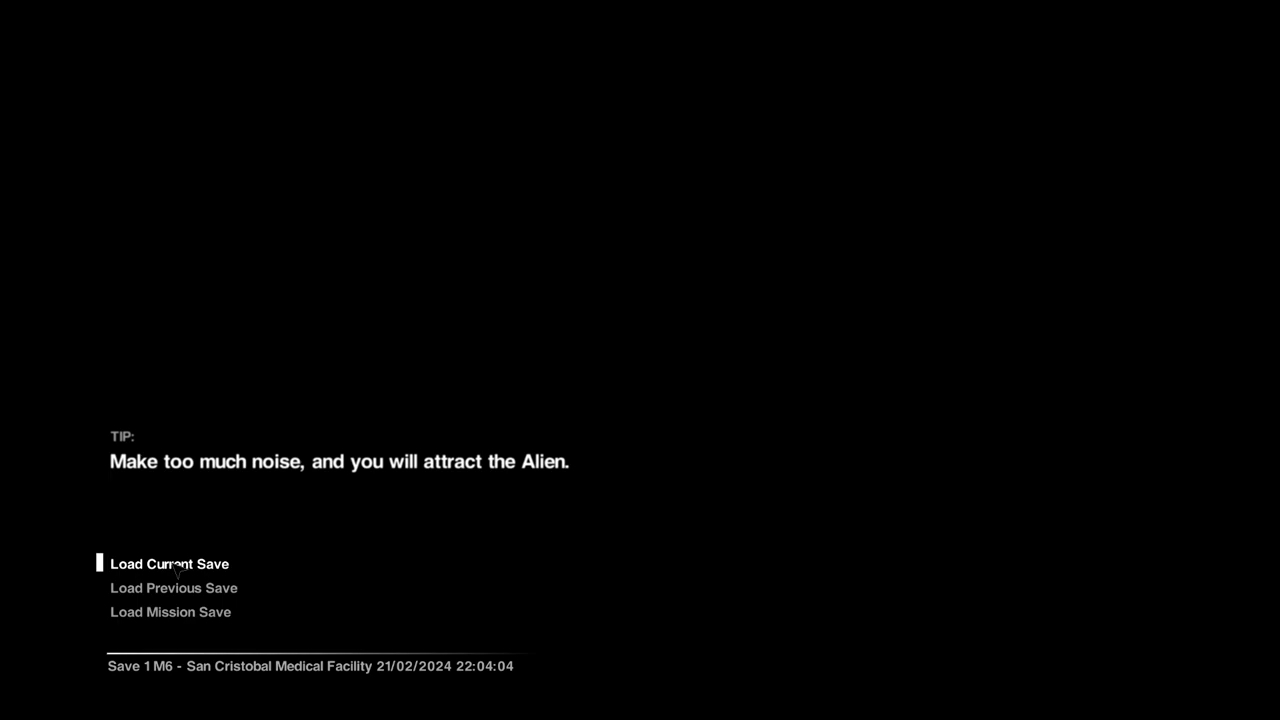 TIP:
Make too much noise, and you will attract the Alien.
Load Current Save
Load Previous Save
Load Mission Save
Save 1 M6 - San Cristobal Medical Facility 21/02/2024 22:04:04